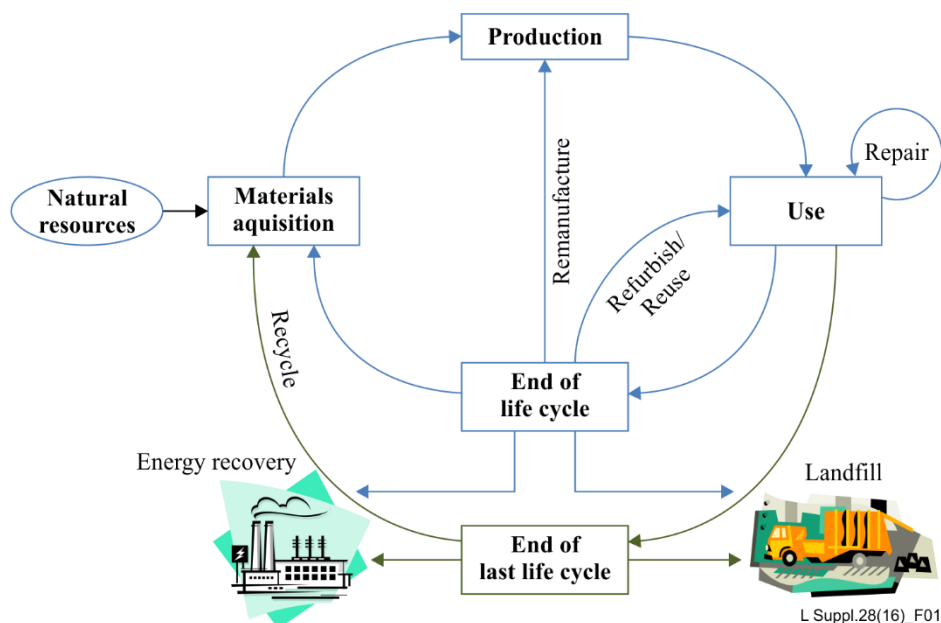 Production
Repair
Natural
resources
Materials
aquisition
Use
Remanufacture
Refurbish/
Reuse
Recycle
End of
life cycle
Energy recovery
Landfill
End of
last life cycle
L Suppl.28(16)_F01